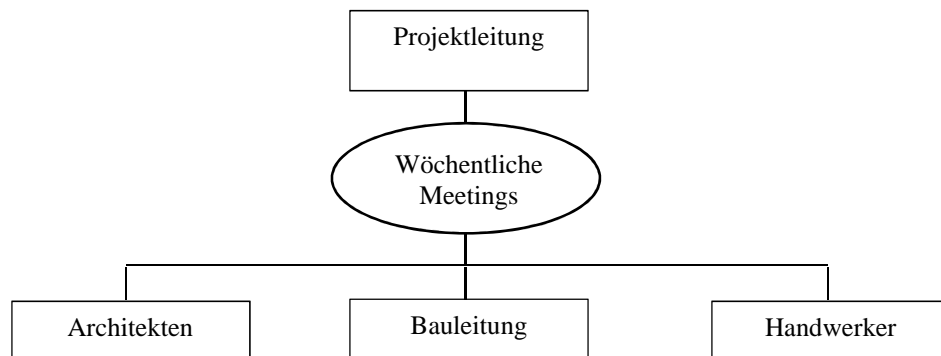 Projektleitung
Wöchentliche
Meetings
Architekten
Bauleitung
Handwerker